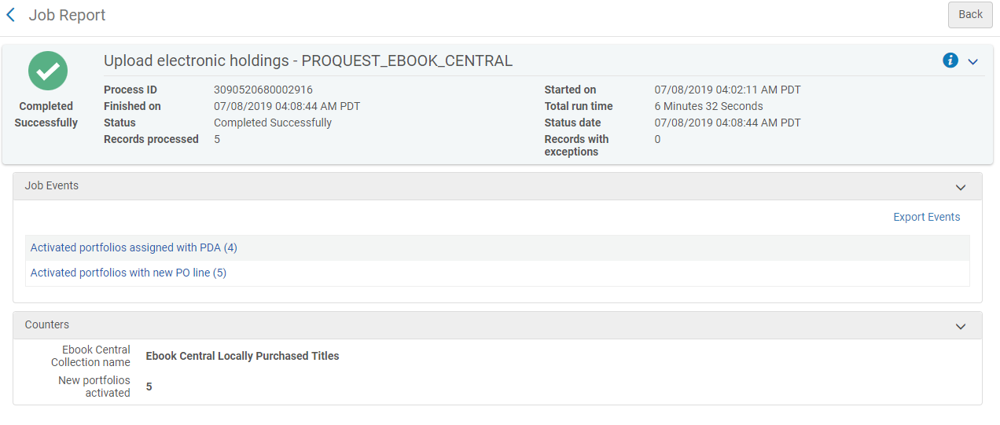 Job Report
Back
Upload electronic holdings - PROQUEST_EBOOK_CENTRAL
Completed Successfully
Process ID 3090520680002916
Started on 07/08/2019 04:02:11 AM PDT
Finished on 07/08/2019 04:08:44 AM PDT
Total run time 6 Minutes 32 Seconds
Status Completed Successfully
Status date 07/08/2019 04:08:44 AM PDT
Records processed 5
Records with exceptions 0
Job Events
Export Events
Activated portfolios assigned with PDA (4)
Activated portfolios with new PO line (5)
Counters
Ebook Central Collection name Ebook Central Locally Purchased Titles
New portfolios activated 5